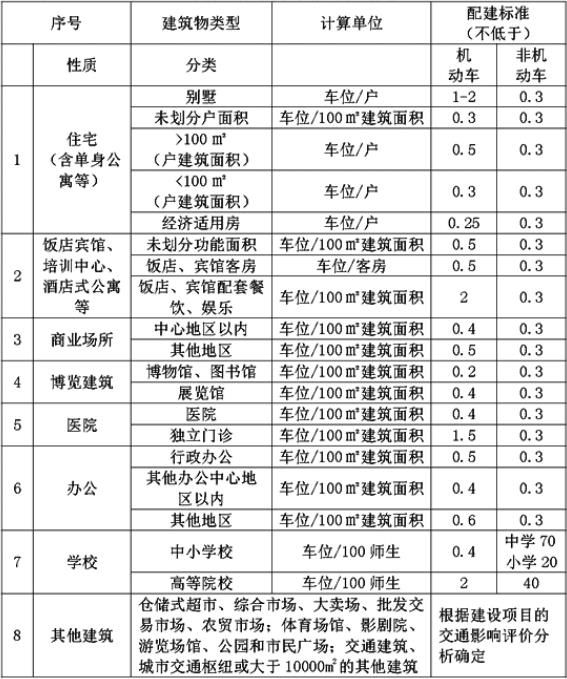 序号 建筑物类型 计算单位 配建标准
（不低于）
性质 分类 机
动车 非机
动车
1 住宅
（含单身公
寓等） 别墅 车位/户 1-2 0.3
未划分户面积 车位/100㎡建筑面积 0.3 0.3
>100㎡
（户建筑面积） 车位/户 0.5 0.3
<100㎡
（户建筑面积） 车位/户 0.3 0.3
经济适用房 车位/户 0.25 0.3
2 饭店宾馆、
培训中心、
酒店式公寓
等 未划分功能面积 车位/100㎡建筑面积 0.5 0.3
饭店、宾馆客房 车位/客房 0.5 0.3
饭店、宾馆配套餐
饮、娱乐 车位/100㎡建筑面积 2 0.3
3 商业场所 中心地区以内 车位/100㎡建筑面积 0.4 0.3
其他地区 车位/100㎡建筑面积 0.5 0.3
4 博览建筑 博物馆、图书馆 车位/100㎡建筑面积 0.2 0.3
展览馆 车位/100㎡建筑面积 0.4 0.3
5 医院 医院 车位/100㎡建筑面积 0.4 0.3
独立门诊 车位/100㎡建筑面积 1.5 0.3
6 办公 行政办公 车位/100㎡建筑面积 0.5 0.3
其他办公中心地
区以内 车位/100㎡建筑面积 0.4 0.3
其他地区 车位/100㎡建筑面积 0.6 0.3
7 学校 中小学校 车位/100师生 0.4 中学70
小学20
高等院校 车位/100师生 2 40
8 其他建筑 仓储式超市、综合市场、大卖场、批发交
易市场、农贸市场；体育场馆、影剧院、
游览场馆、公园和市民广场；交通建筑、
城市交通枢纽或大于10000㎡的其他建筑 根据建设项目的
交通影响评价分
析确定